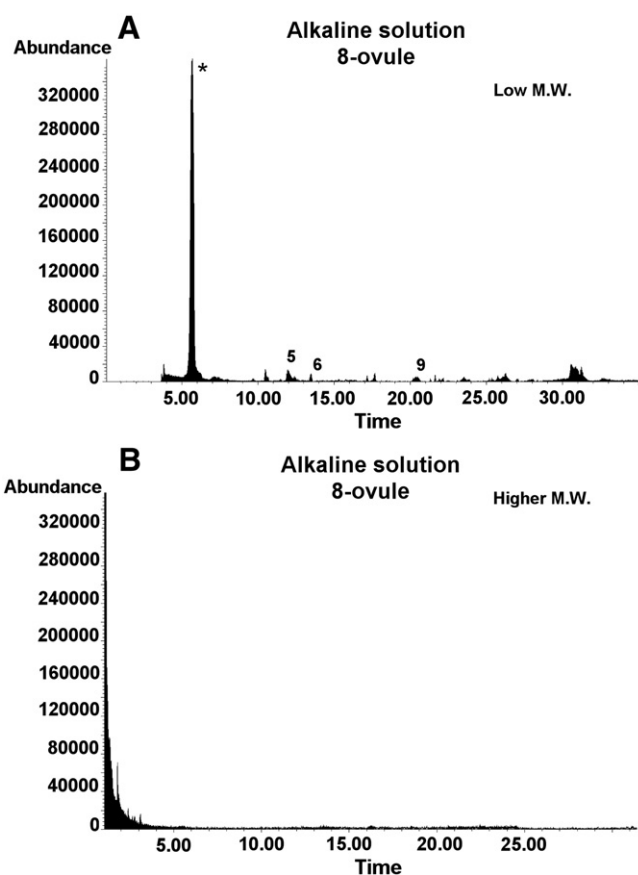 A
Alkaline solution
8-ovule
Abundance
Low M.W.
*
320000
280000
240000
200000
160000
120000
80000
40000
0
5
6
9
5.00 10.00 15.00 20.00 25.00 30.00
Time
B
Alkaline solution
8-ovule
Abundance
Higher M.W.
320000
280000
240000
200000
160000
120000
80000
40000
0
5.00 10.00 15.00 20.00 25.00
Time